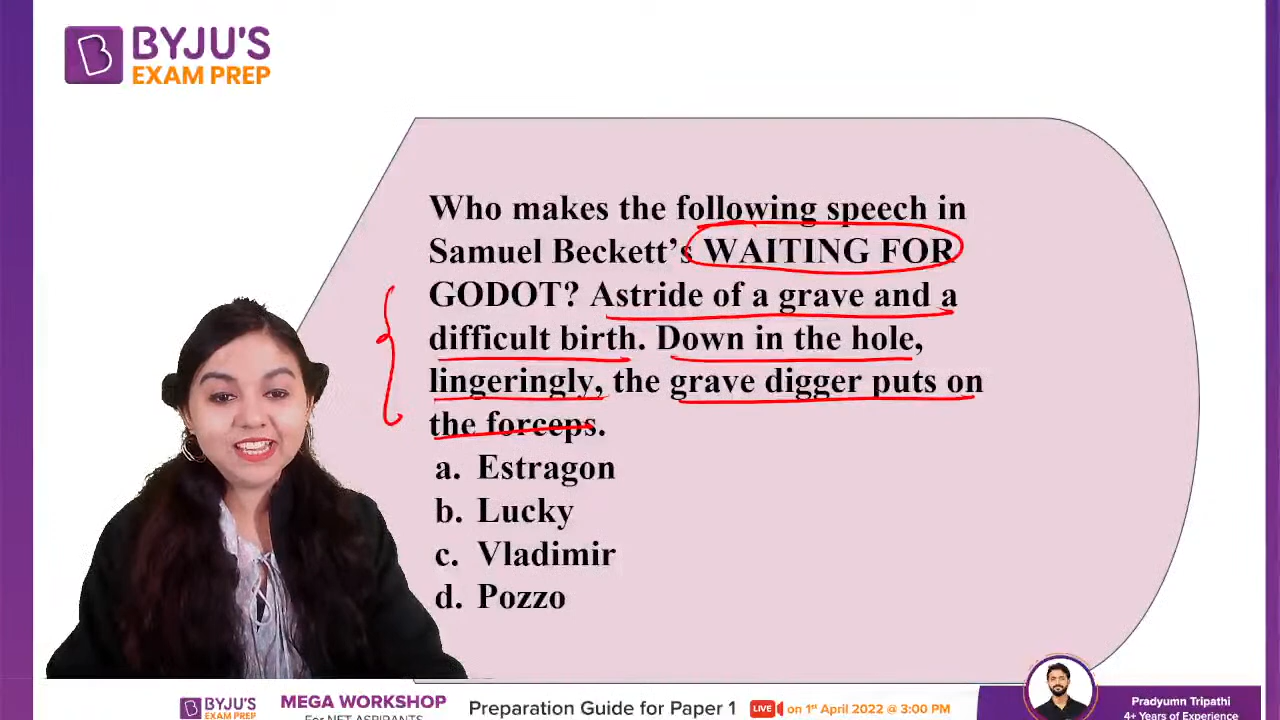 BYJU'S
EXAM PREP
Who makes the following speech in
Samuel Beckett's WAITING FOR
GODOT? Astride of a grave and a
difficult birth. Down in the hole,
lingeringly, the grave digger puts on
the forceps.
a. Estragon
b. Lucky
c. Vladimir
d. Pozzo
BYJU'S
EXAM PREP
MEGA WORKSHOP
For NET ASPIRANTS
Preparation Guide for Paper 1
LIVE on 1st April 2022 @ 3:00 PM
Pradyumn Tripathi
4+ Years of Experience